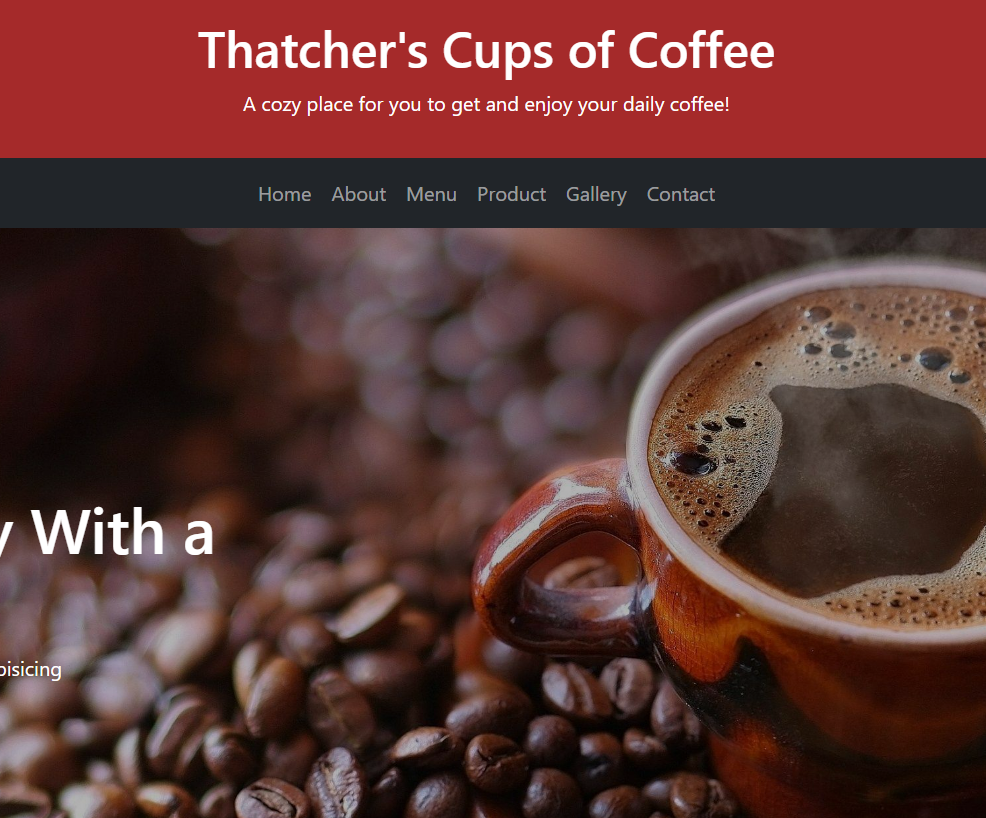 Thatcher's Cups of Coffee
A cozy place for you to get and enjoy your daily coffee!
Home About Menu Product Gallery Contact
With a